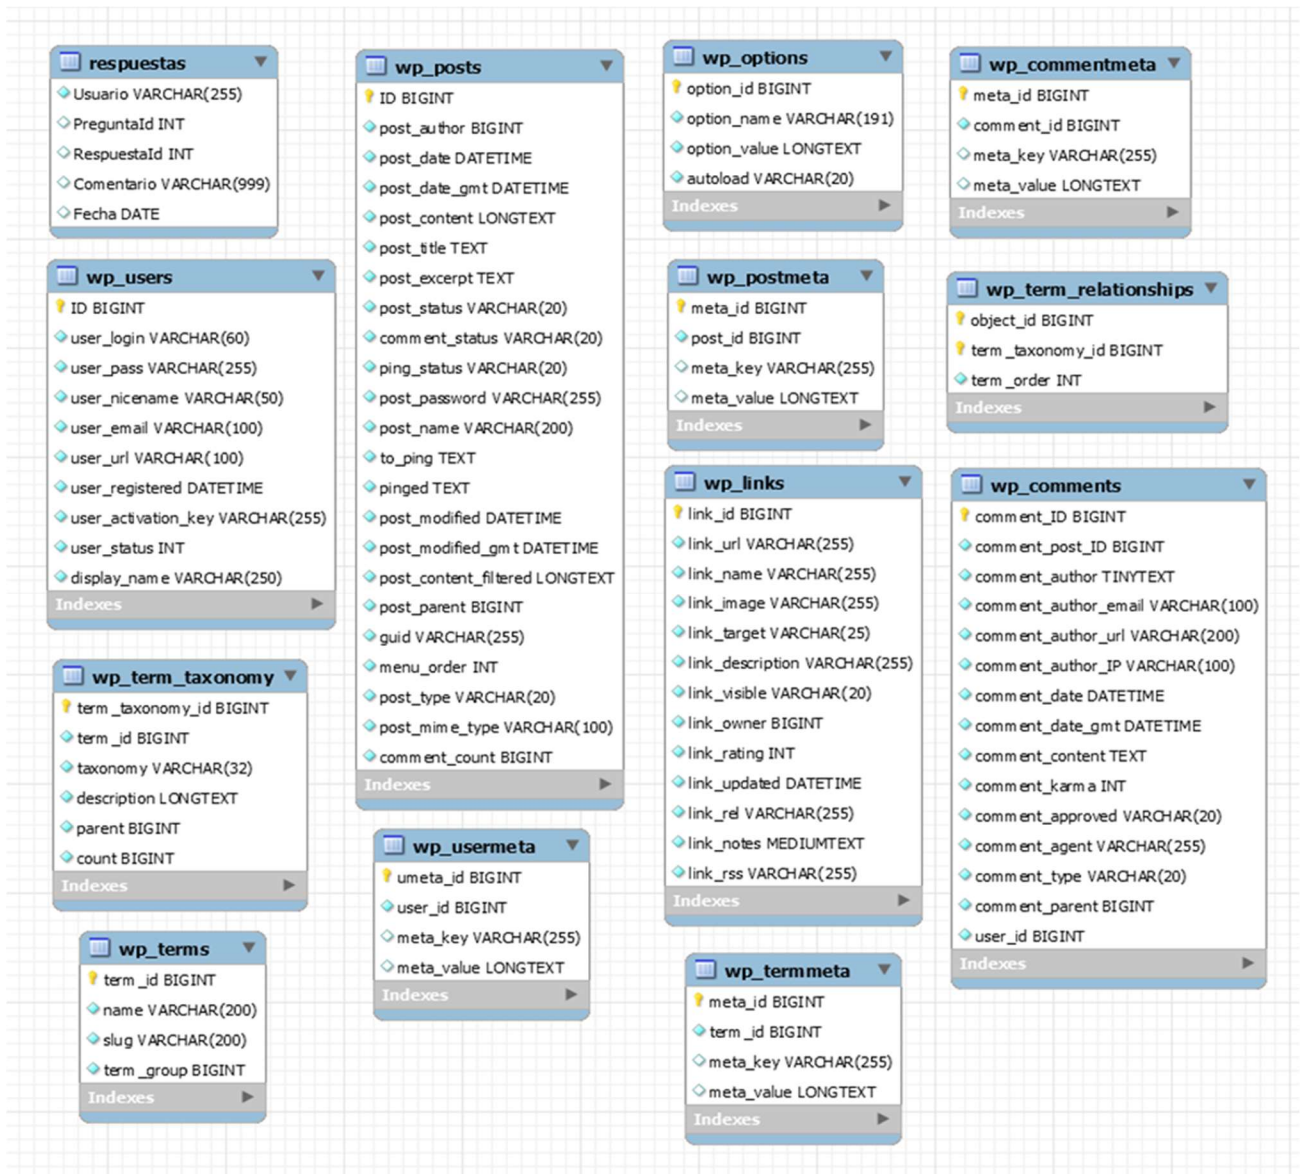 respuestas
Usuario VARCHAR(255)
PreguntaId INT
RespuestaId INT
Comentario VARCHAR(999)
Fecha DATE
wp_users
ID BIGINT
user_login VARCHAR(60)
user_pass VARCHAR(255)
user_nicename VARCHAR(50)
user_email VARCHAR(100)
user_url VARCHAR(100)
user_registered DATETIME
user_activation_key VARCHAR(255)
user_status INT
display_name VARCHAR(250)
Indexes
wp_term_taxonomy
term_taxonomy_id BIGINT
term_id BIGINT
taxonomy VARCHAR(32)
description LONGTEXT
parent BIGINT
count BIGINT
Indexes
wp_terms
term_id BIGINT
name VARCHAR(200)
slug VARCHAR(200)
term_group BIGINT
Indexes
wp_posts
ID BIGINT
post_author BIGINT
post_date DATETIME
post_date_gmt DATETIME
post_content LONGTEXT
post_title TEXT
post_excerpt TEXT
post_status VARCHAR(20)
comment_status VARCHAR(20)
ping_status VARCHAR(20)
post_password VARCHAR(255)
post_name VARCHAR(200)
to_ping TEXT
pinged TEXT
post_modified DATETIME
post_modified_gmt DATETIME
post_content_filtered LONGTEXT
post_parent BIGINT
guid VARCHAR(255)
menu_order INT
post_type VARCHAR(20)
post_mime_type VARCHAR(100)
comment_count BIGINT
Indexes
wp_usermeta
umeta_id BIGINT
user_id BIGINT
meta_key VARCHAR(255)
meta_value LONGTEXT
Indexes
wp_options
option_id BIGINT
option_name VARCHAR(191)
option_value LONGTEXT
autoload VARCHAR(20)
Indexes
wp_postmeta
meta_id BIGINT
post_id BIGINT
meta_key VARCHAR(255)
meta_value LONGTEXT
Indexes
wp_links
link_id BIGINT
link_url VARCHAR(255)
link_name VARCHAR(255)
link_image VARCHAR(255)
link_target VARCHAR(25)
link_description VARCHAR(255)
link_visible VARCHAR(20)
link_owner BIGINT
link_rating INT
link_updated DATETIME
link_rel VARCHAR(255)
link_notes MEDIUMTEXT
link_rss VARCHAR(255)
Indexes
wp_termmeta
meta_id BIGINT
term_id BIGINT
meta_key VARCHAR(255)
meta_value LONGTEXT
Indexes
wp_commentmeta
meta_id BIGINT
comment_id BIGINT
meta_key VARCHAR(255)
meta_value LONGTEXT
Indexes
wp_term_relationships
object_id BIGINT
term_taxonomy_id BIGINT
term_order INT
Indexes
wp_comments
comment_ID BIGINT
comment_post_ID BIGINT
comment_author TINYTEXT
comment_author_email VARCHAR(100)
comment_author_url VARCHAR(200)
comment_author_IP VARCHAR(100)
comment_date DATETIME
comment_date_gmt DATETIME
comment_content TEXT
comment_karma INT
comment_approved VARCHAR(20)
comment_agent VARCHAR(255)
comment_type VARCHAR(20)
comment_parent BIGINT
user_id BIGINT
Indexes